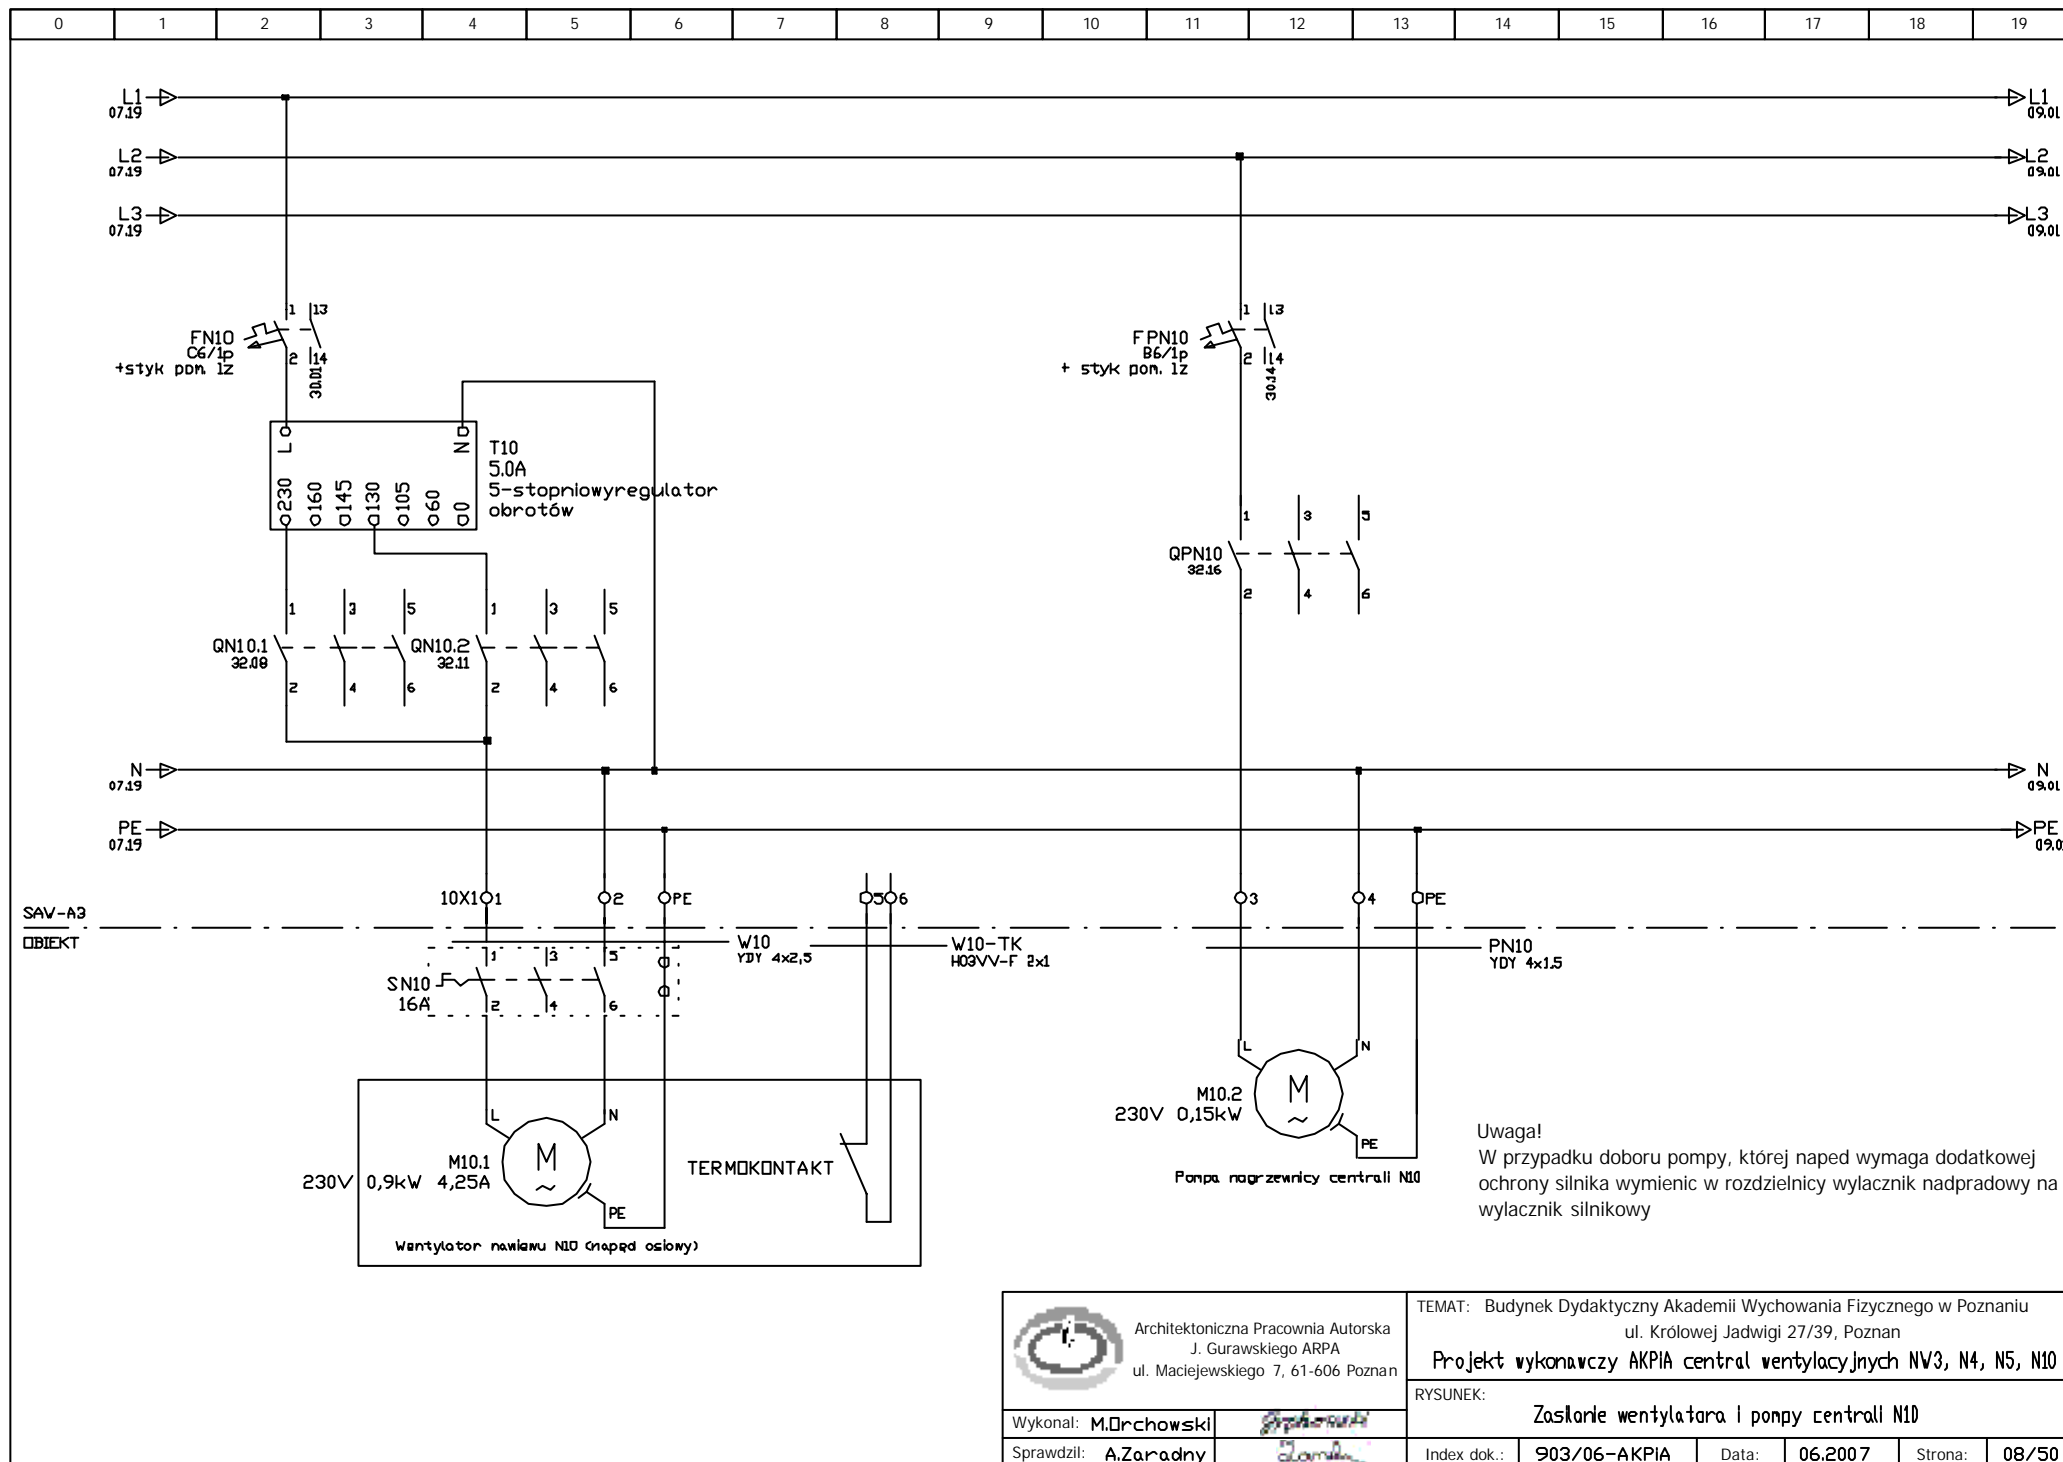 0 1 2 3 4 5 6 7 8 9 10 11 12 13 14 15 16 17 18 19
L1 L1
07.19 09.01
L2 L2
07.19 09.01
L3 L3
07.19 09.01
FN10
C6/1p
+styk pom. 1z
1 13
2 14
30.01
FPN10
B6/1p
+ styk pom. 1z
1 13
2 14
30.14
L N
230 160 145 130 105 60 0
T10
5.0A
5-stopniowyregulator
obrotów
QPN10
32.16
1 3 5
2 4 6
QN10.1
32.08
1 3 5
2 4 6
QN10.2
32.11
1 3 5
2 4 6
N N
07.19 09.01
PE PE
07.19
10X1 1 2 PE 5 6 3 4 PE
SAV-A3
OBIEKT
W10
YDY 4x2,5
W10-TK
H03VV-F 2x1
PN10
YDY 4x1.5
SN10
16A
1 3 5
2 4 6
L N
M
~
PE
M10.1
230V 0,9kW 4,25A
TERMOKONTAKT
Wentylator nawiewu N10 (napęd osiowy)
L N
M
~
PE
M10.2
230V 0,15kW
Pompa nagrzewnicy centrali N10
Uwaga!
W przypadku doboru pompy, której naped wymaga dodatkowej
ochrony silnika wymienic w rozdzielnicy wylacznik nadpradowy na
wylacznik silnikowy
Architektoniczna Pracownia Autorska
J. Gurawskiego ARPA
ul. Maciejewskiego 7, 61-606 Poznan
TEMAT: Budynek Dydaktyczny Akademii Wychowania Fizycznego w Poznaniu
ul. Królowej Jadwigi 27/39, Poznan
Projekt wykonawczy AKPiA central wentylacyjnych NW3, N4, N5, N10
RYSUNEK:
Zasilanie wentylatora i pompy centrali N10
Wykonal: M.Orchowski
Sprawdzil: A.Zaradny
Index dok.: 903/06-AKPiA Data: 06.2007 Strona: 08/50